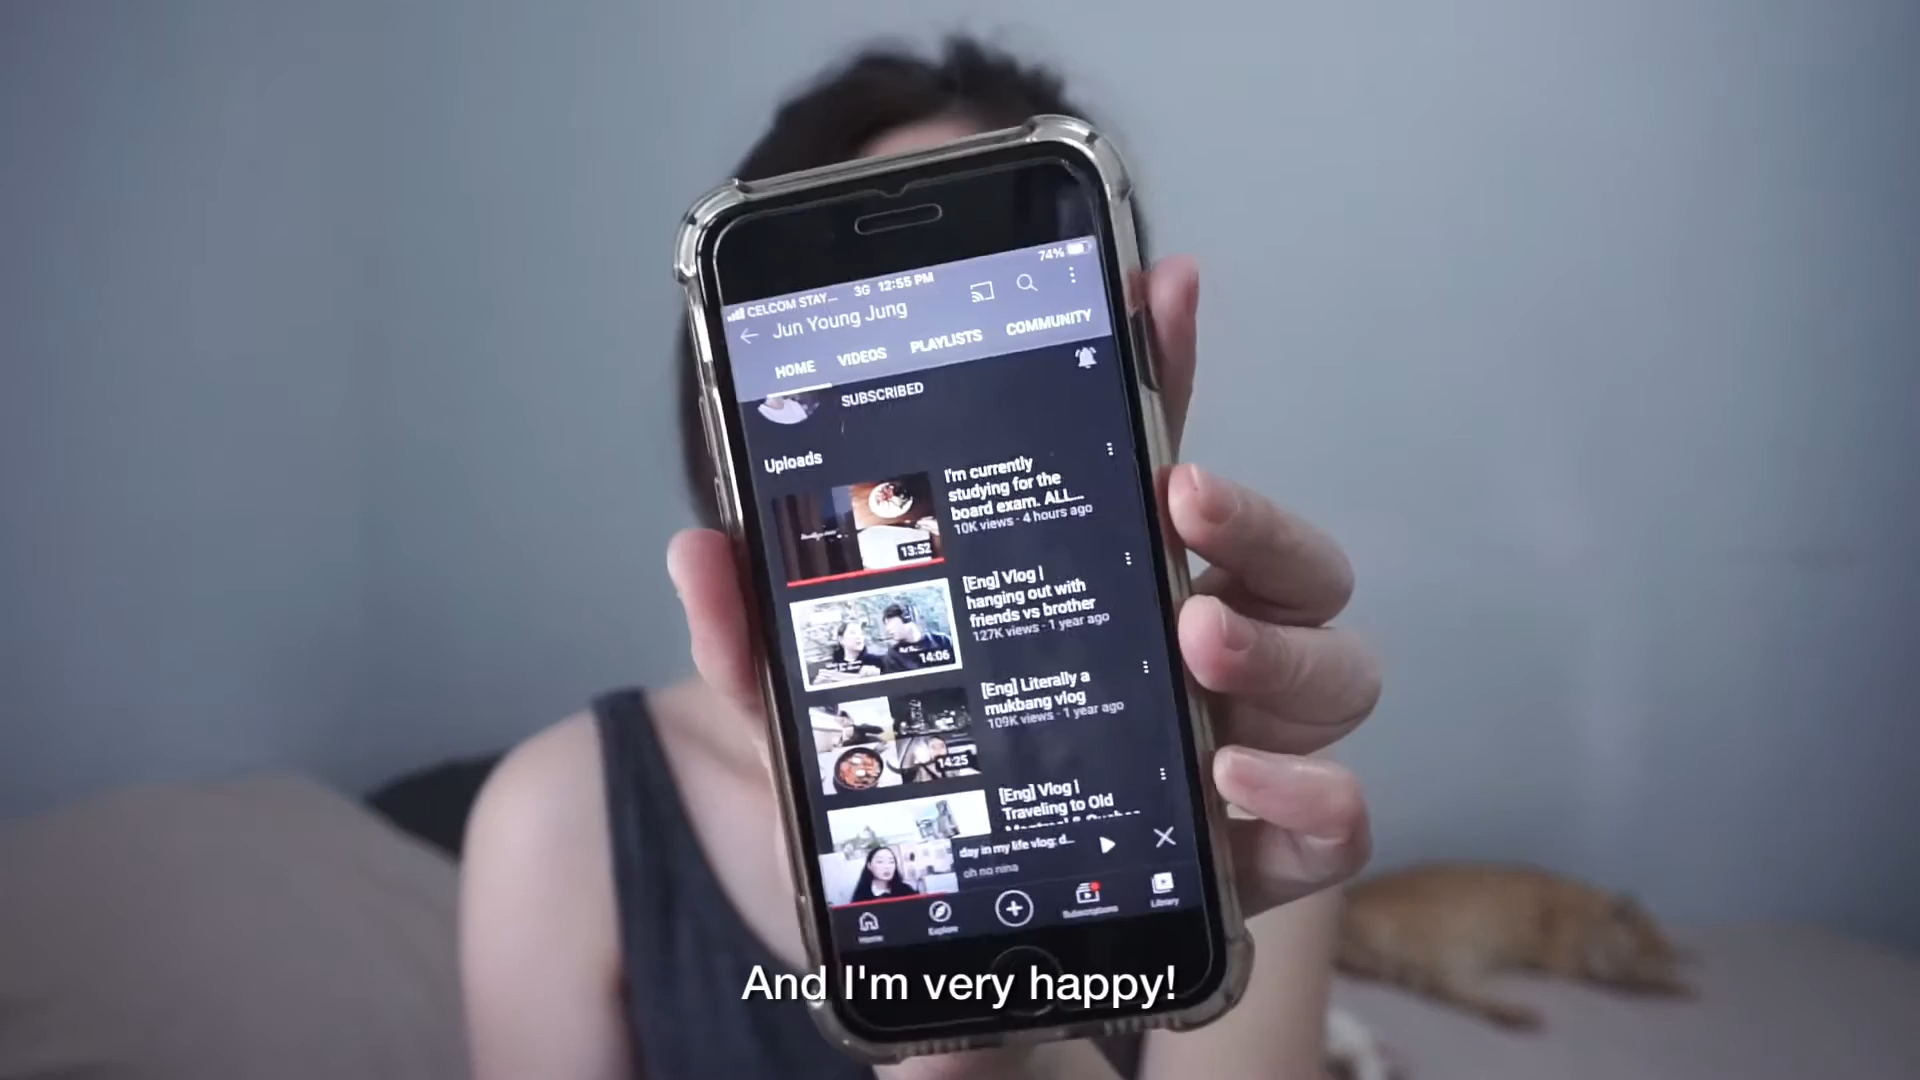 CELCOM STAY... 3G 12:55 PM 74%
Jun Young Jung
HOME VIDEOS PLAYLISTS COMMUNITY
SUBSCRIBED
Uploads
I'm currently
studying for the
board exam. ALL...
10K views · 4 hours ago
13:52
[Eng] Vlog |
hanging out with
friends vs brother
127K views · 1 year ago
14:06
[Eng] Literally a
mukbang vlog
109K views · 1 year ago
14:25
[Eng] Vlog |
Traveling to Old
day in my life vlog: d...
oh no nina
Home Explore Subscriptions Library
And I'm very happy!